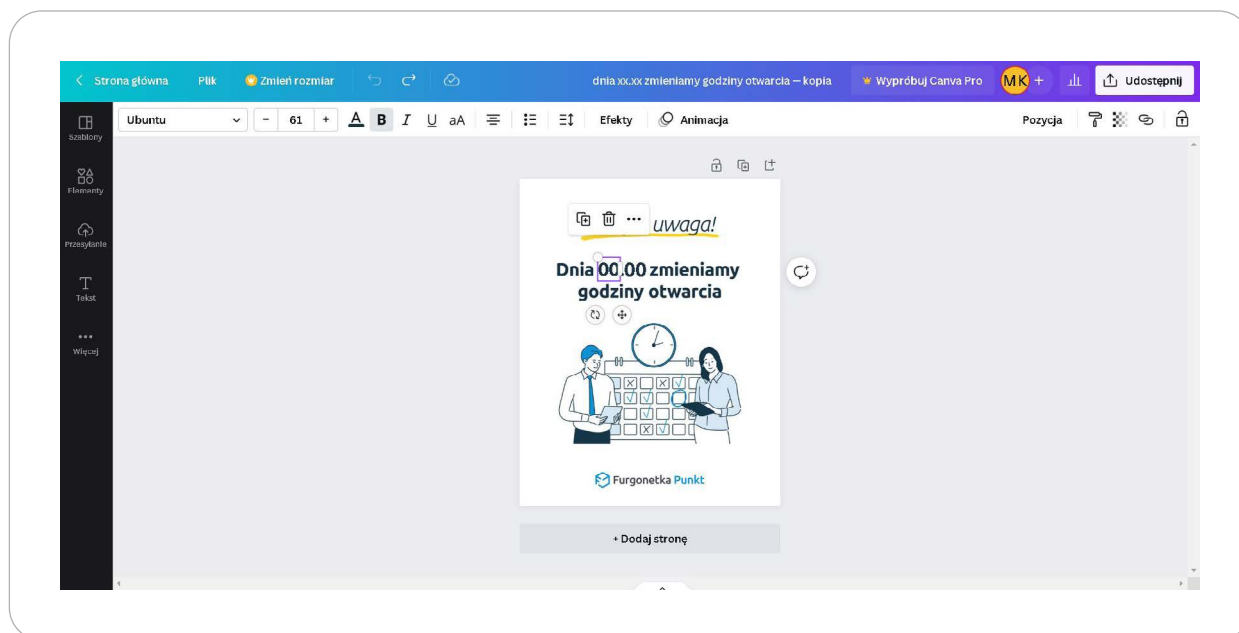 Strona główna Plik Zmień rozmiar dnia xx.xx zmieniamy godziny otwarcia – kopia Wypróbuj Canva Pro MK + Udostępnij
Ubuntu - 61 + A B I U aA Efekty Animacja Pozycja
Szablony
Elementy
Przesyłanie
Tekst
Więcej
uwaga!
Dnia 00.00 zmieniamy
godziny otwarcia
Furgonetka Punkt
+ Dodaj stronę